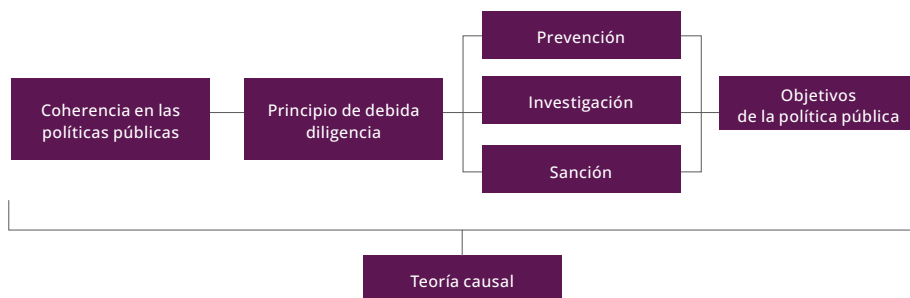 Coherencia en las
políticas públicas
Principio de debida
diligencia
Prevención
Investigación
Sanción
Objetivos
de la política pública
Teoría causal